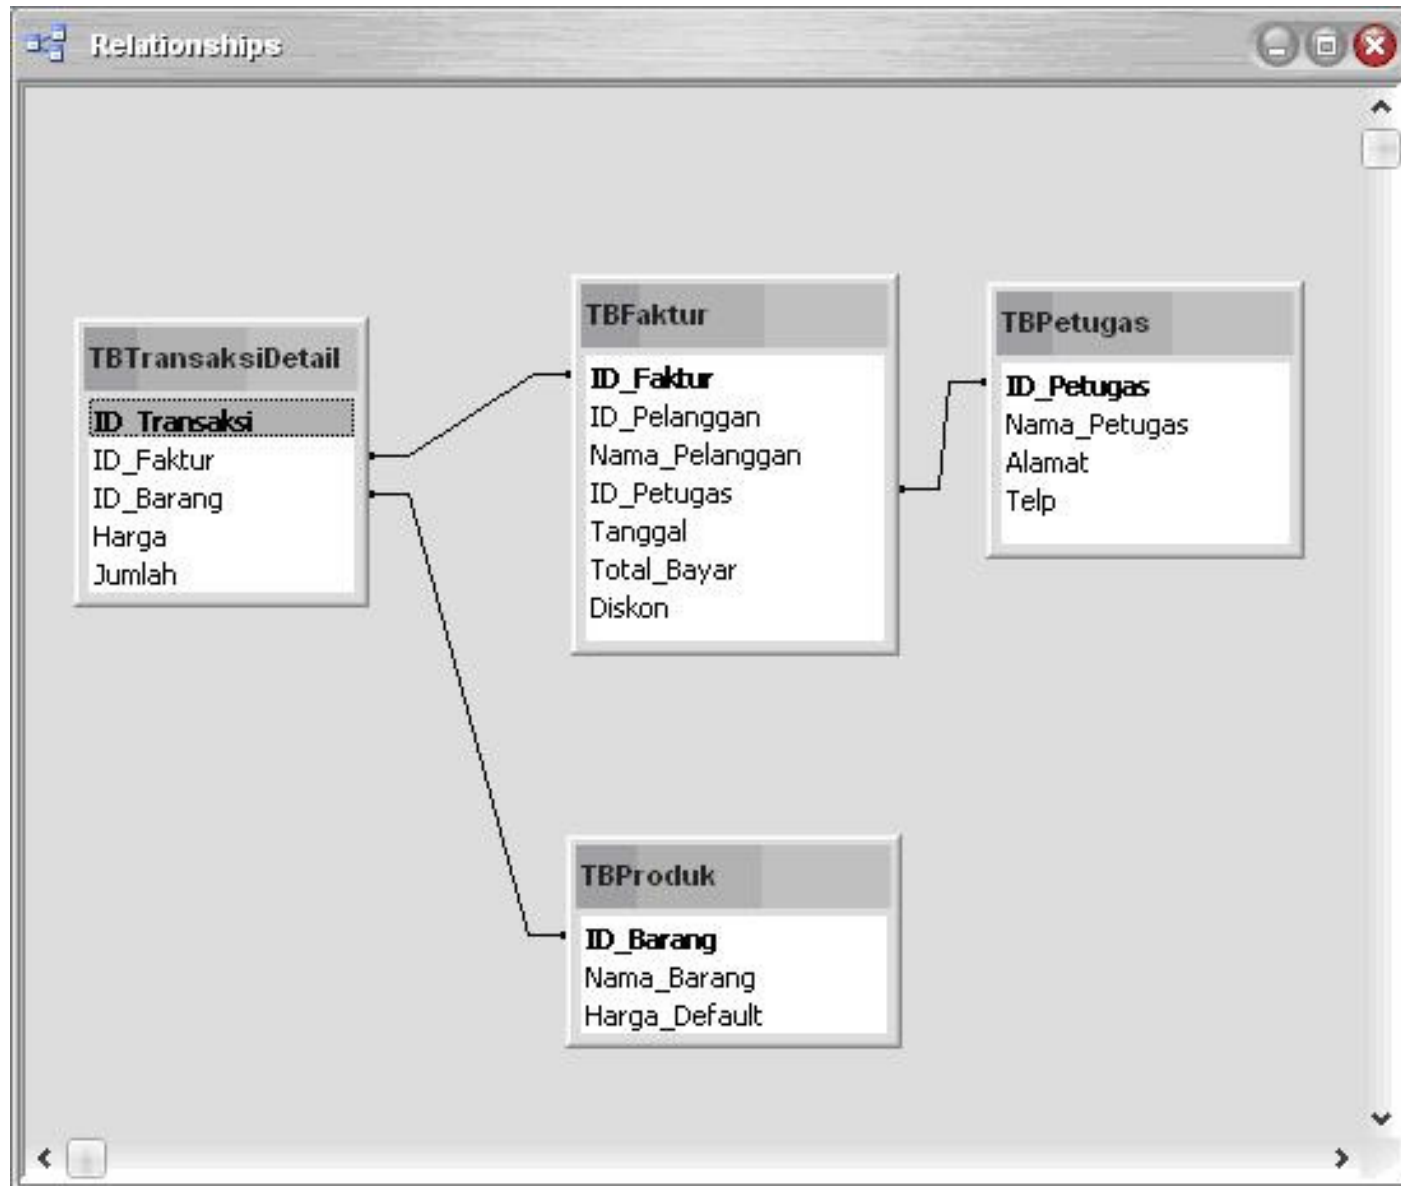 Relationships
TBTransaksiDetail
ID_Transaksi
ID_Faktur
ID_Barang
Harga
Jumlah
TBFaktur
ID_Faktur
ID_Pelanggan
Nama_Pelanggan
ID_Petugas
Tanggal
Total_Bayar
Diskon
TBPetugas
ID_Petugas
Nama_Petugas
Alamat
Telp
TBProduk
ID_Barang
Nama_Barang
Harga_Default